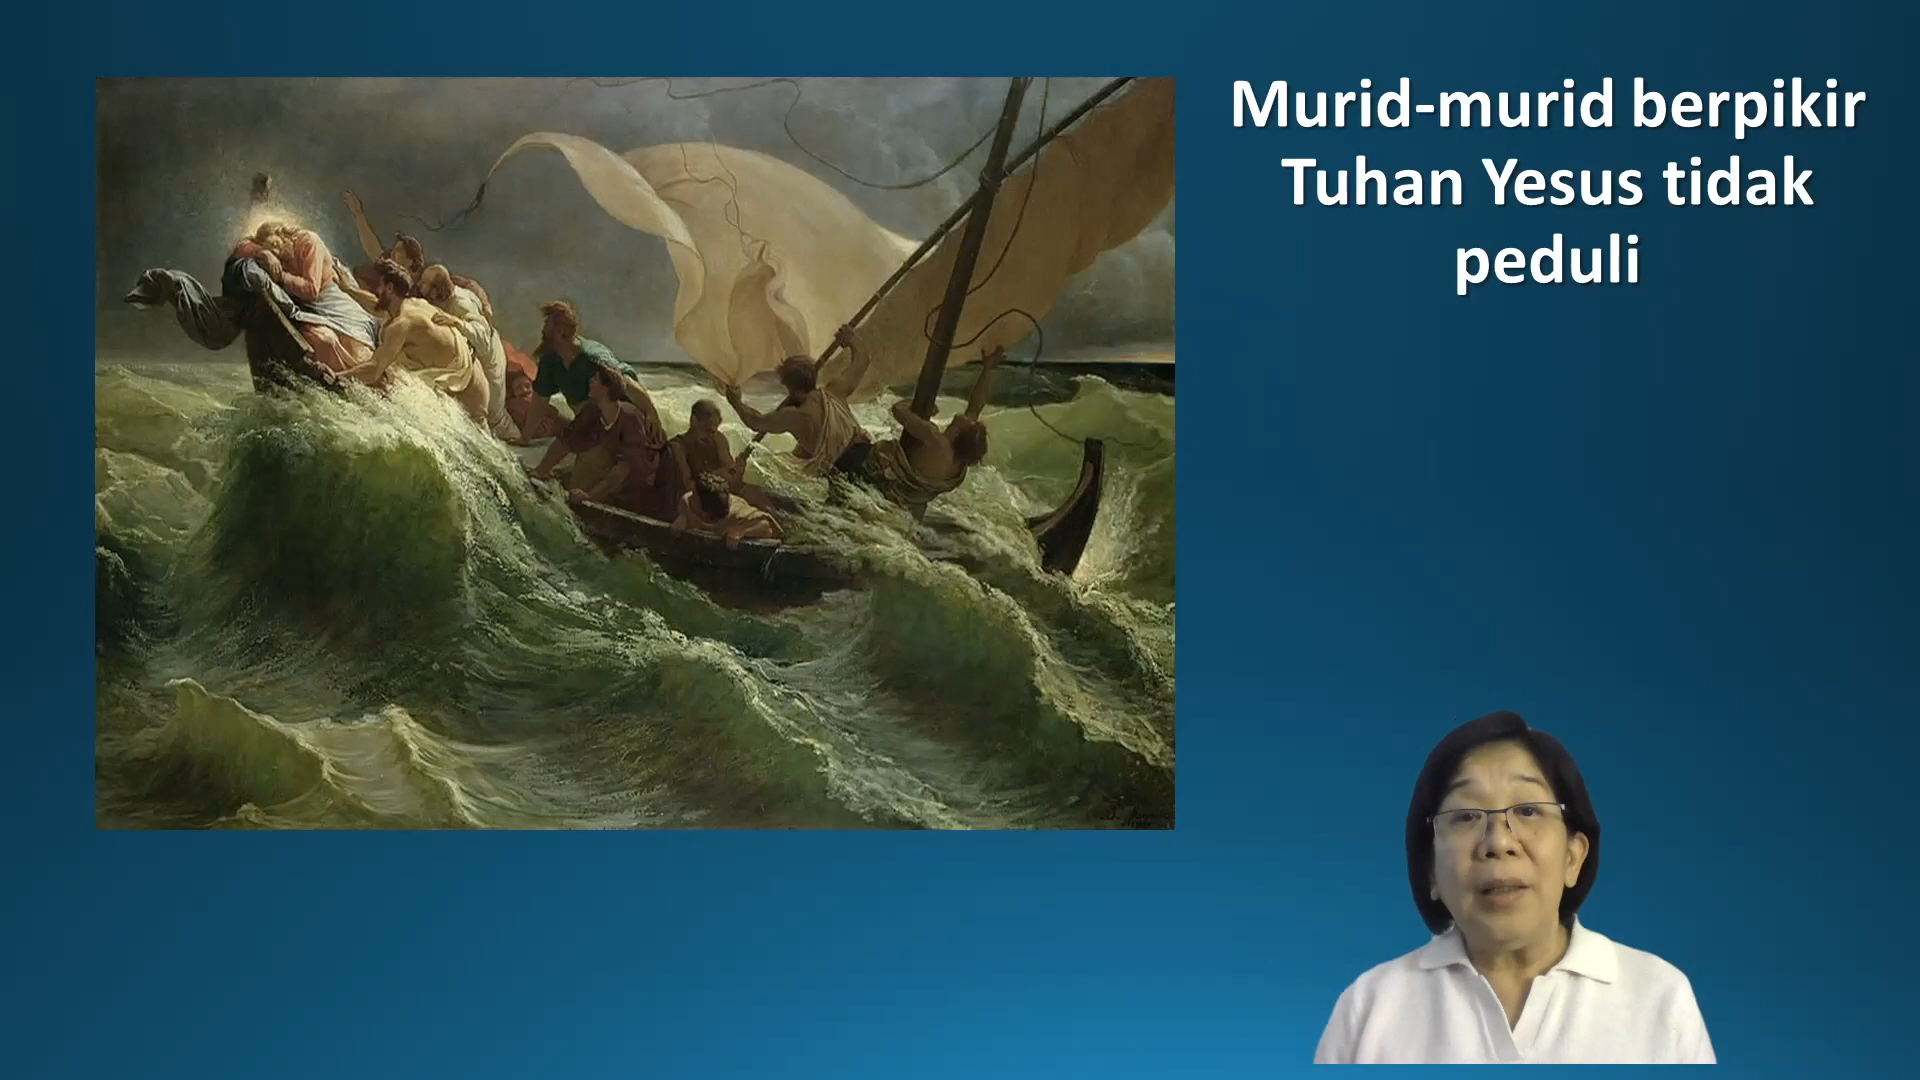 Murid-murid berpikir
Tuhan Yesus tidak
peduli